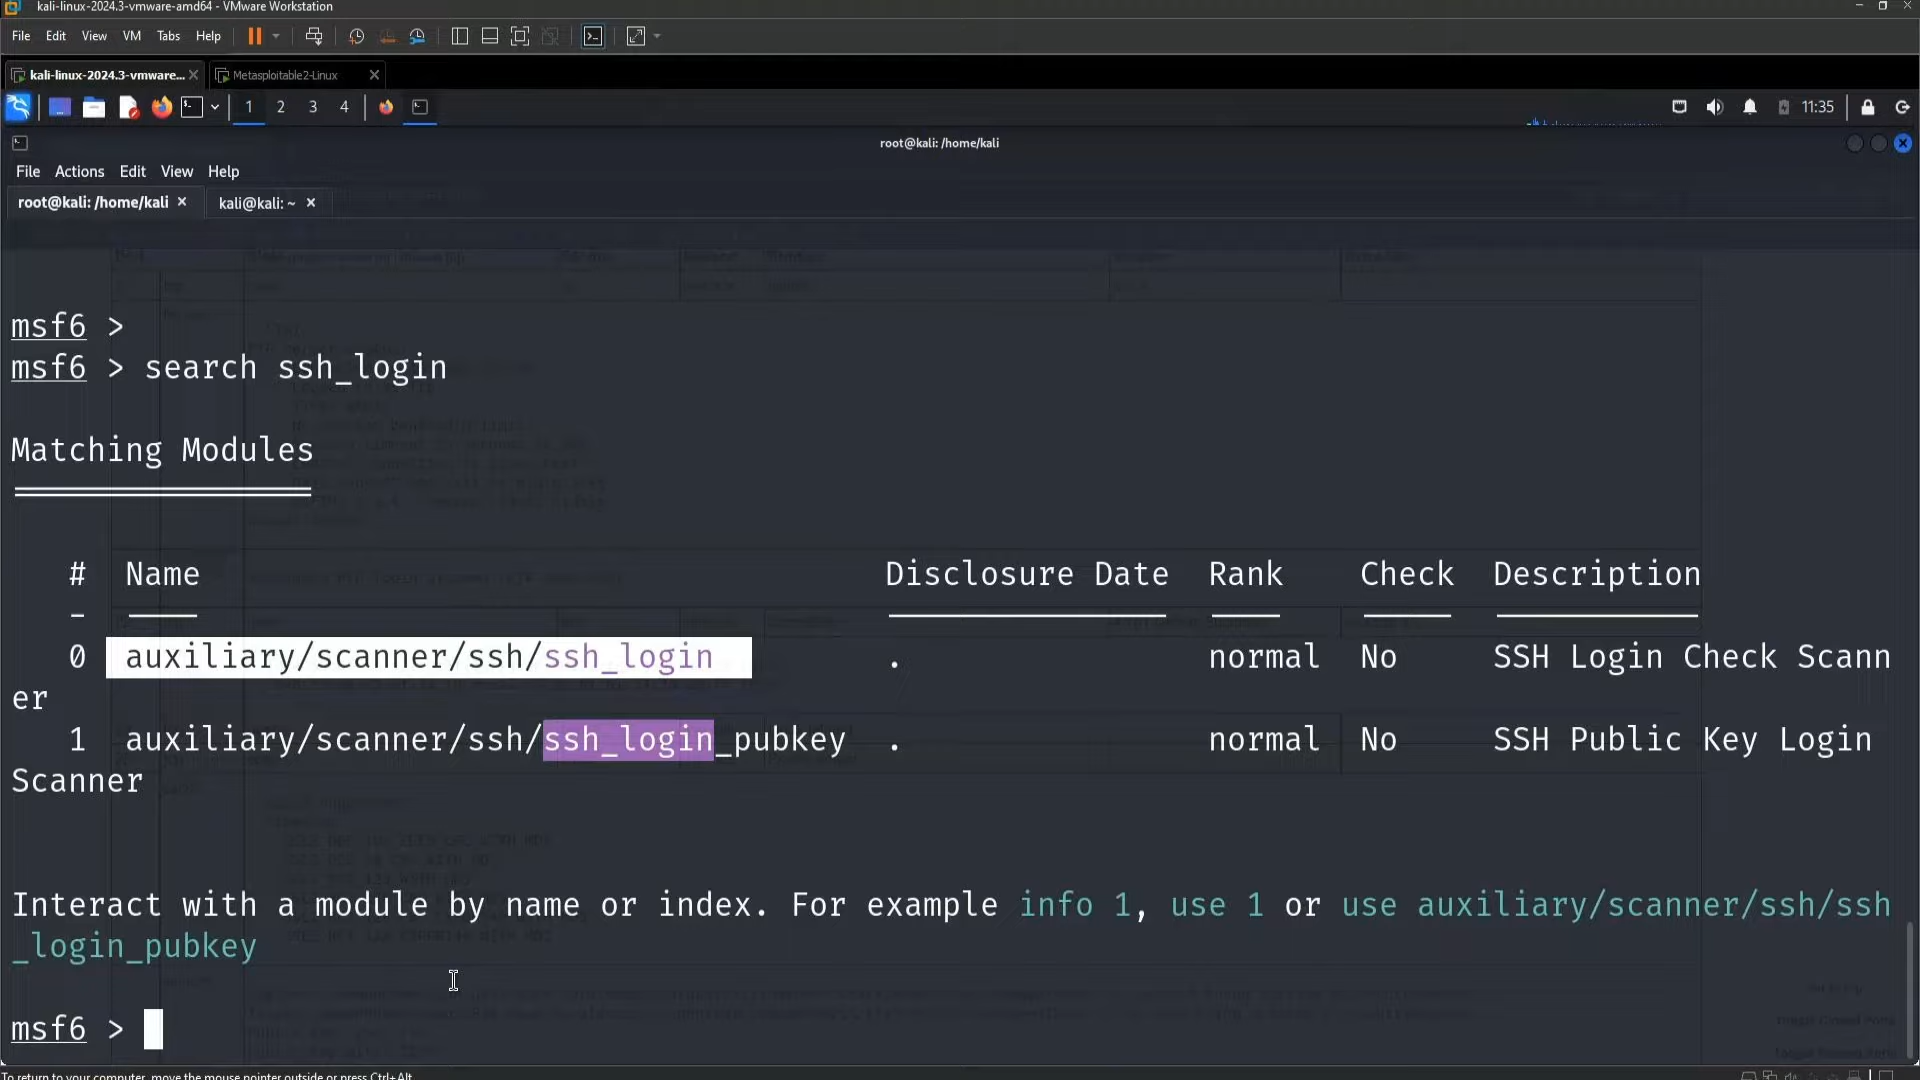 kali-linux-2024.3-vmware-amd64 - VMware Workstation
File Edit View VM Tabs Help
kali-linux-2024.3-vmware... Metasploitable2-Linux
1 2 3 4 11:35
root@kali: /home/kali
File Actions Edit View Help
root@kali: /home/kali kali@kali: ~
msf6 >
msf6 > search ssh_login
Matching Modules
# Name Disclosure Date Rank Check Description
- ---- --------------- ---- ----- -----------
0 auxiliary/scanner/ssh/ssh_login . normal No SSH Login Check Scann
er
1 auxiliary/scanner/ssh/ssh_login_pubkey . normal No SSH Public Key Login
Scanner
Interact with a module by name or index. For example info 1, use 1 or use auxiliary/scanner/ssh/ssh
_login_pubkey
msf6 >
To return to your computer, move the mouse pointer outside or press Ctrl+Alt.